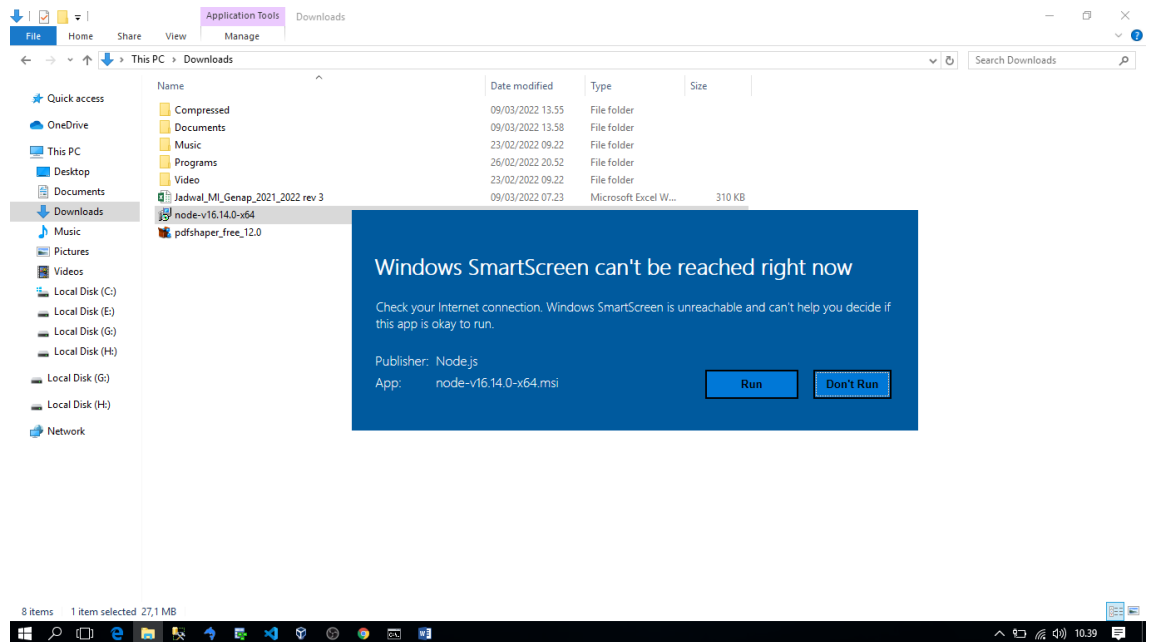 Application Tools Downloads
File Home Share View Manage
This PC Downloads Search Downloads
Name Date modified Type Size
Quick access
OneDrive
This PC
Desktop
Documents
Downloads
Music
Pictures
Videos
Local Disk (C:)
Local Disk (E:)
Local Disk (G:)
Local Disk (H:)
Local Disk (G:)
Local Disk (H:)
Network
Compressed 09/03/2022 13.55 File folder
Documents 09/03/2022 13.58 File folder
Music 23/02/2022 09.22 File folder
Programs 26/02/2022 20.52 File folder
Video 23/02/2022 09.22 File folder
Jadwal_MI_Genap_2021_2022 rev 3 09/03/2022 07.23 Microsoft Excel W... 310 KB
node-v16.14.0-x64
pdfshaper_free_12.0
Windows SmartScreen can't be reached right now
Check your Internet connection. Windows SmartScreen is unreachable and can't help you decide if
this app is okay to run.
Publisher: Node.js
App: node-v16.14.0-x64.msi
Run Don't Run
8 items 1 item selected 27,1 MB
10.39